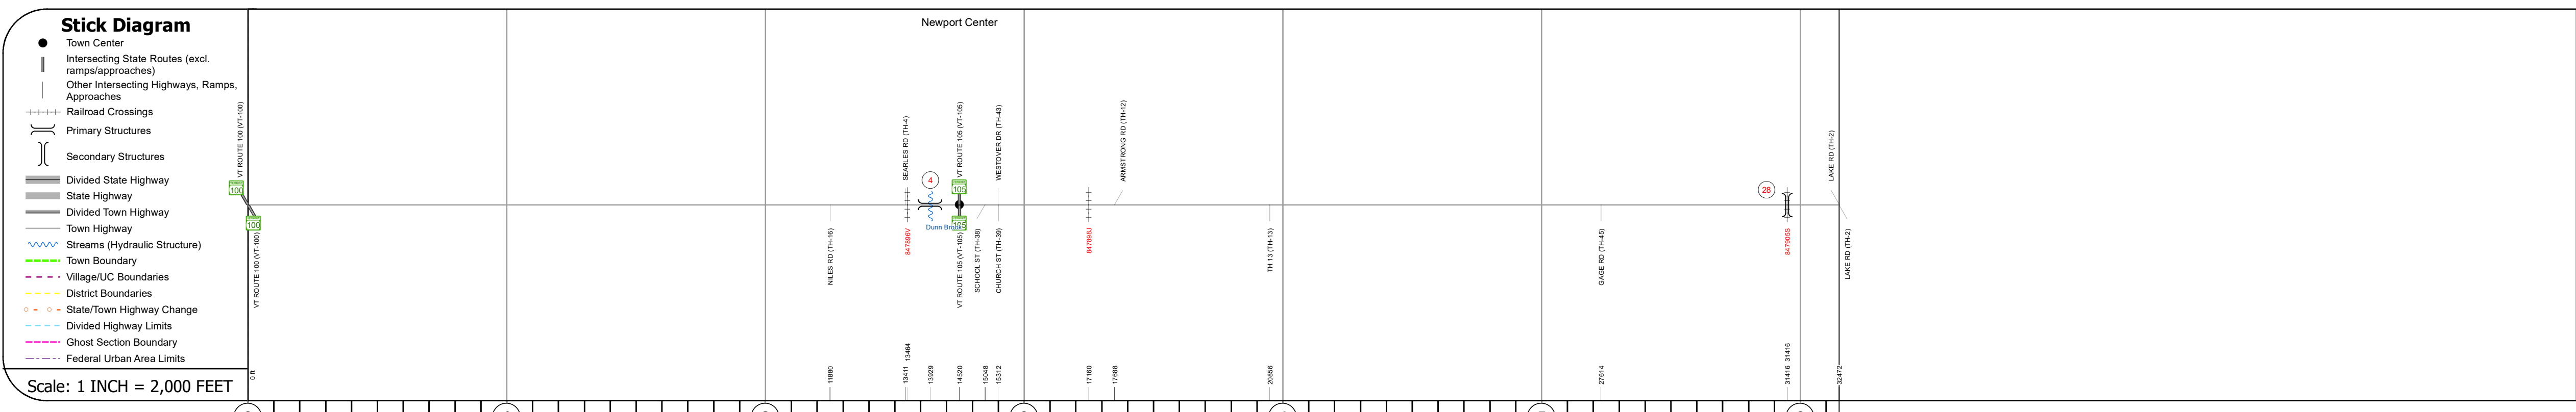 Stick Diagram
Town Center
Intersecting State Routes (excl.
ramps/approaches)
Other Intersecting Highways, Ramps,
Approaches
Railroad Crossings
Primary Structures
Secondary Structures
Divided State Highway
State Highway
Divided Town Highway
Town Highway
Streams (Hydraulic Structure)
Town Boundary
Village/UC Boundaries
District Boundaries
State/Town Highway Change
Divided Highway Limits
Ghost Section Boundary
Federal Urban Area Limits
Scale: 1 INCH = 2,000 FEET
Newport Center
VT ROUTE 100 (VT-100)
100
100
VT ROUTE 100 (VT-100)
NILES RD (TH-16)
SEARLES RD (TH-4)
847896V
4
Dunn Brook
VT ROUTE 105 (VT-105)
105
105
VT ROUTE 105 (VT-105)
SCHOOL ST (TH-38)
WESTOVER DR (TH-43)
CHURCH ST (TH-39)
847898J
ARMSTRONG RD (TH-12)
TH 13 (TH-13)
GAGE RD (TH-45)
28
847905S
LAKE RD (TH-2)
LAKE RD (TH-2)
0 ft
11880
13411
13464
13929
14520
15048
15312
17160
17688
20856
27614
31416
31416
32472